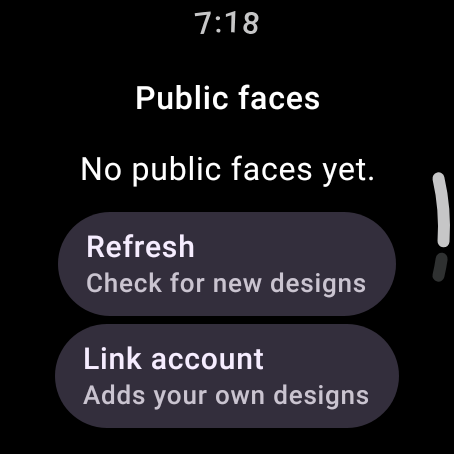 7:18
Public faces
No public faces yet.
Refresh
Check for new designs
Link account
Adds your own designs